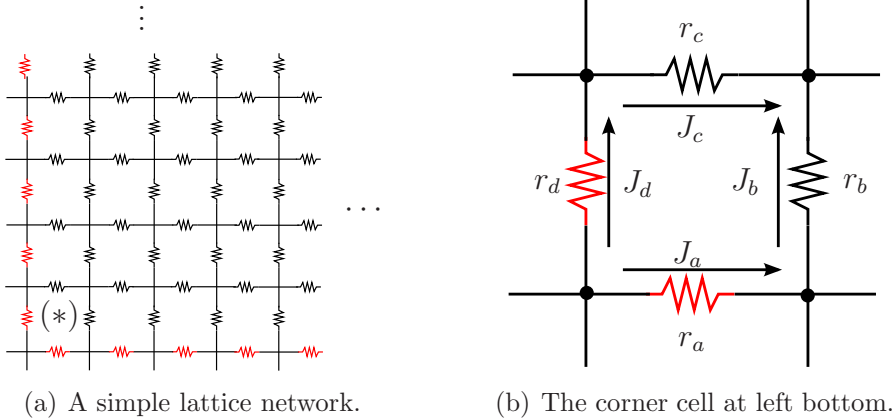 ⋮
r_c
J_c
r_d J_d J_b r_b
⋯
J_a
(∗)
r_a
(a) A simple lattice network. (b) The corner cell at left bottom.